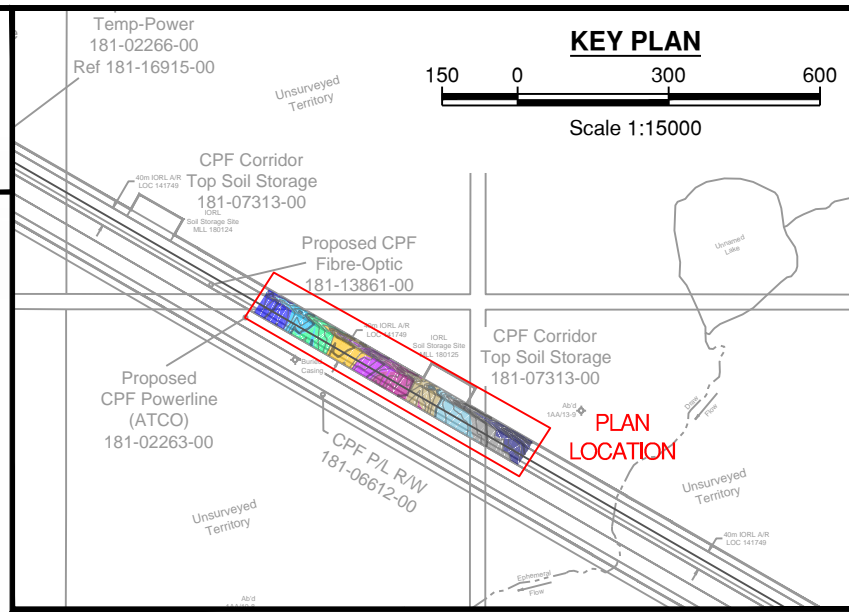 Temp-Power
181-02266-00
Ref 181-16915-00
KEY PLAN
150 0 300 600
Scale 1:15000
Unsurveyed
Territory
40m IORL A/R
LOC 141749
CPF Corridor
Top Soil Storage
181-07313-00
IORL
Soil Storage Site
MLL 180124
Unnamed
Lake
Proposed CPF
Fibre-Optic
181-13861-00
40m IORL A/R
LOC 141749
IORL
Soil Storage Site
MLL 180125
CPF Corridor
Top Soil Storage
181-07313-00
Casing
Proposed
CPF Powerline
(ATCO)
181-02263-00
Ab'd
1AA/13-9
PLAN
LOCATION
Flow
CPF P/L R/W
181-06612-00
Unsurveyed
Territory
Unsurveyed
Territory
40m IORL A/R
LOC 141749
Ephemeral
Flow
Ab'd